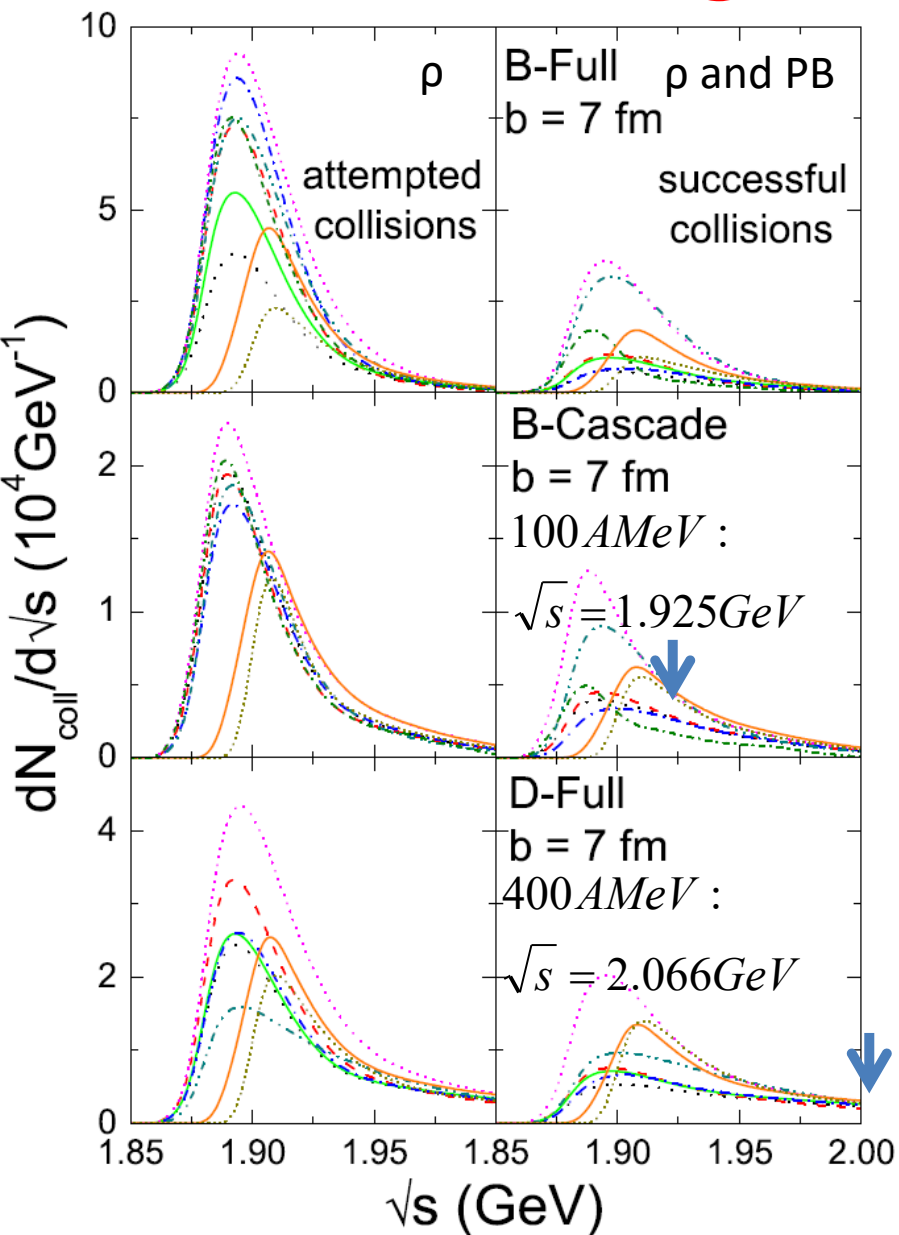 10
ρ
B-Full ρ and PB
b = 7 fm
7.5
attempted
collisions
successful
collisions
5
0
dN_coll/d√s (10^4 GeV^-1)
B-Cascade
b = 7 fm
2
100 AMeV :
√s = 1.925GeV
1
0
D-Full
b = 7 fm
4
400 AMeV :
√s = 2.066GeV
2
0
1.85 1.90 1.95 1.85 1.90 1.95 2.00
√s (GeV)